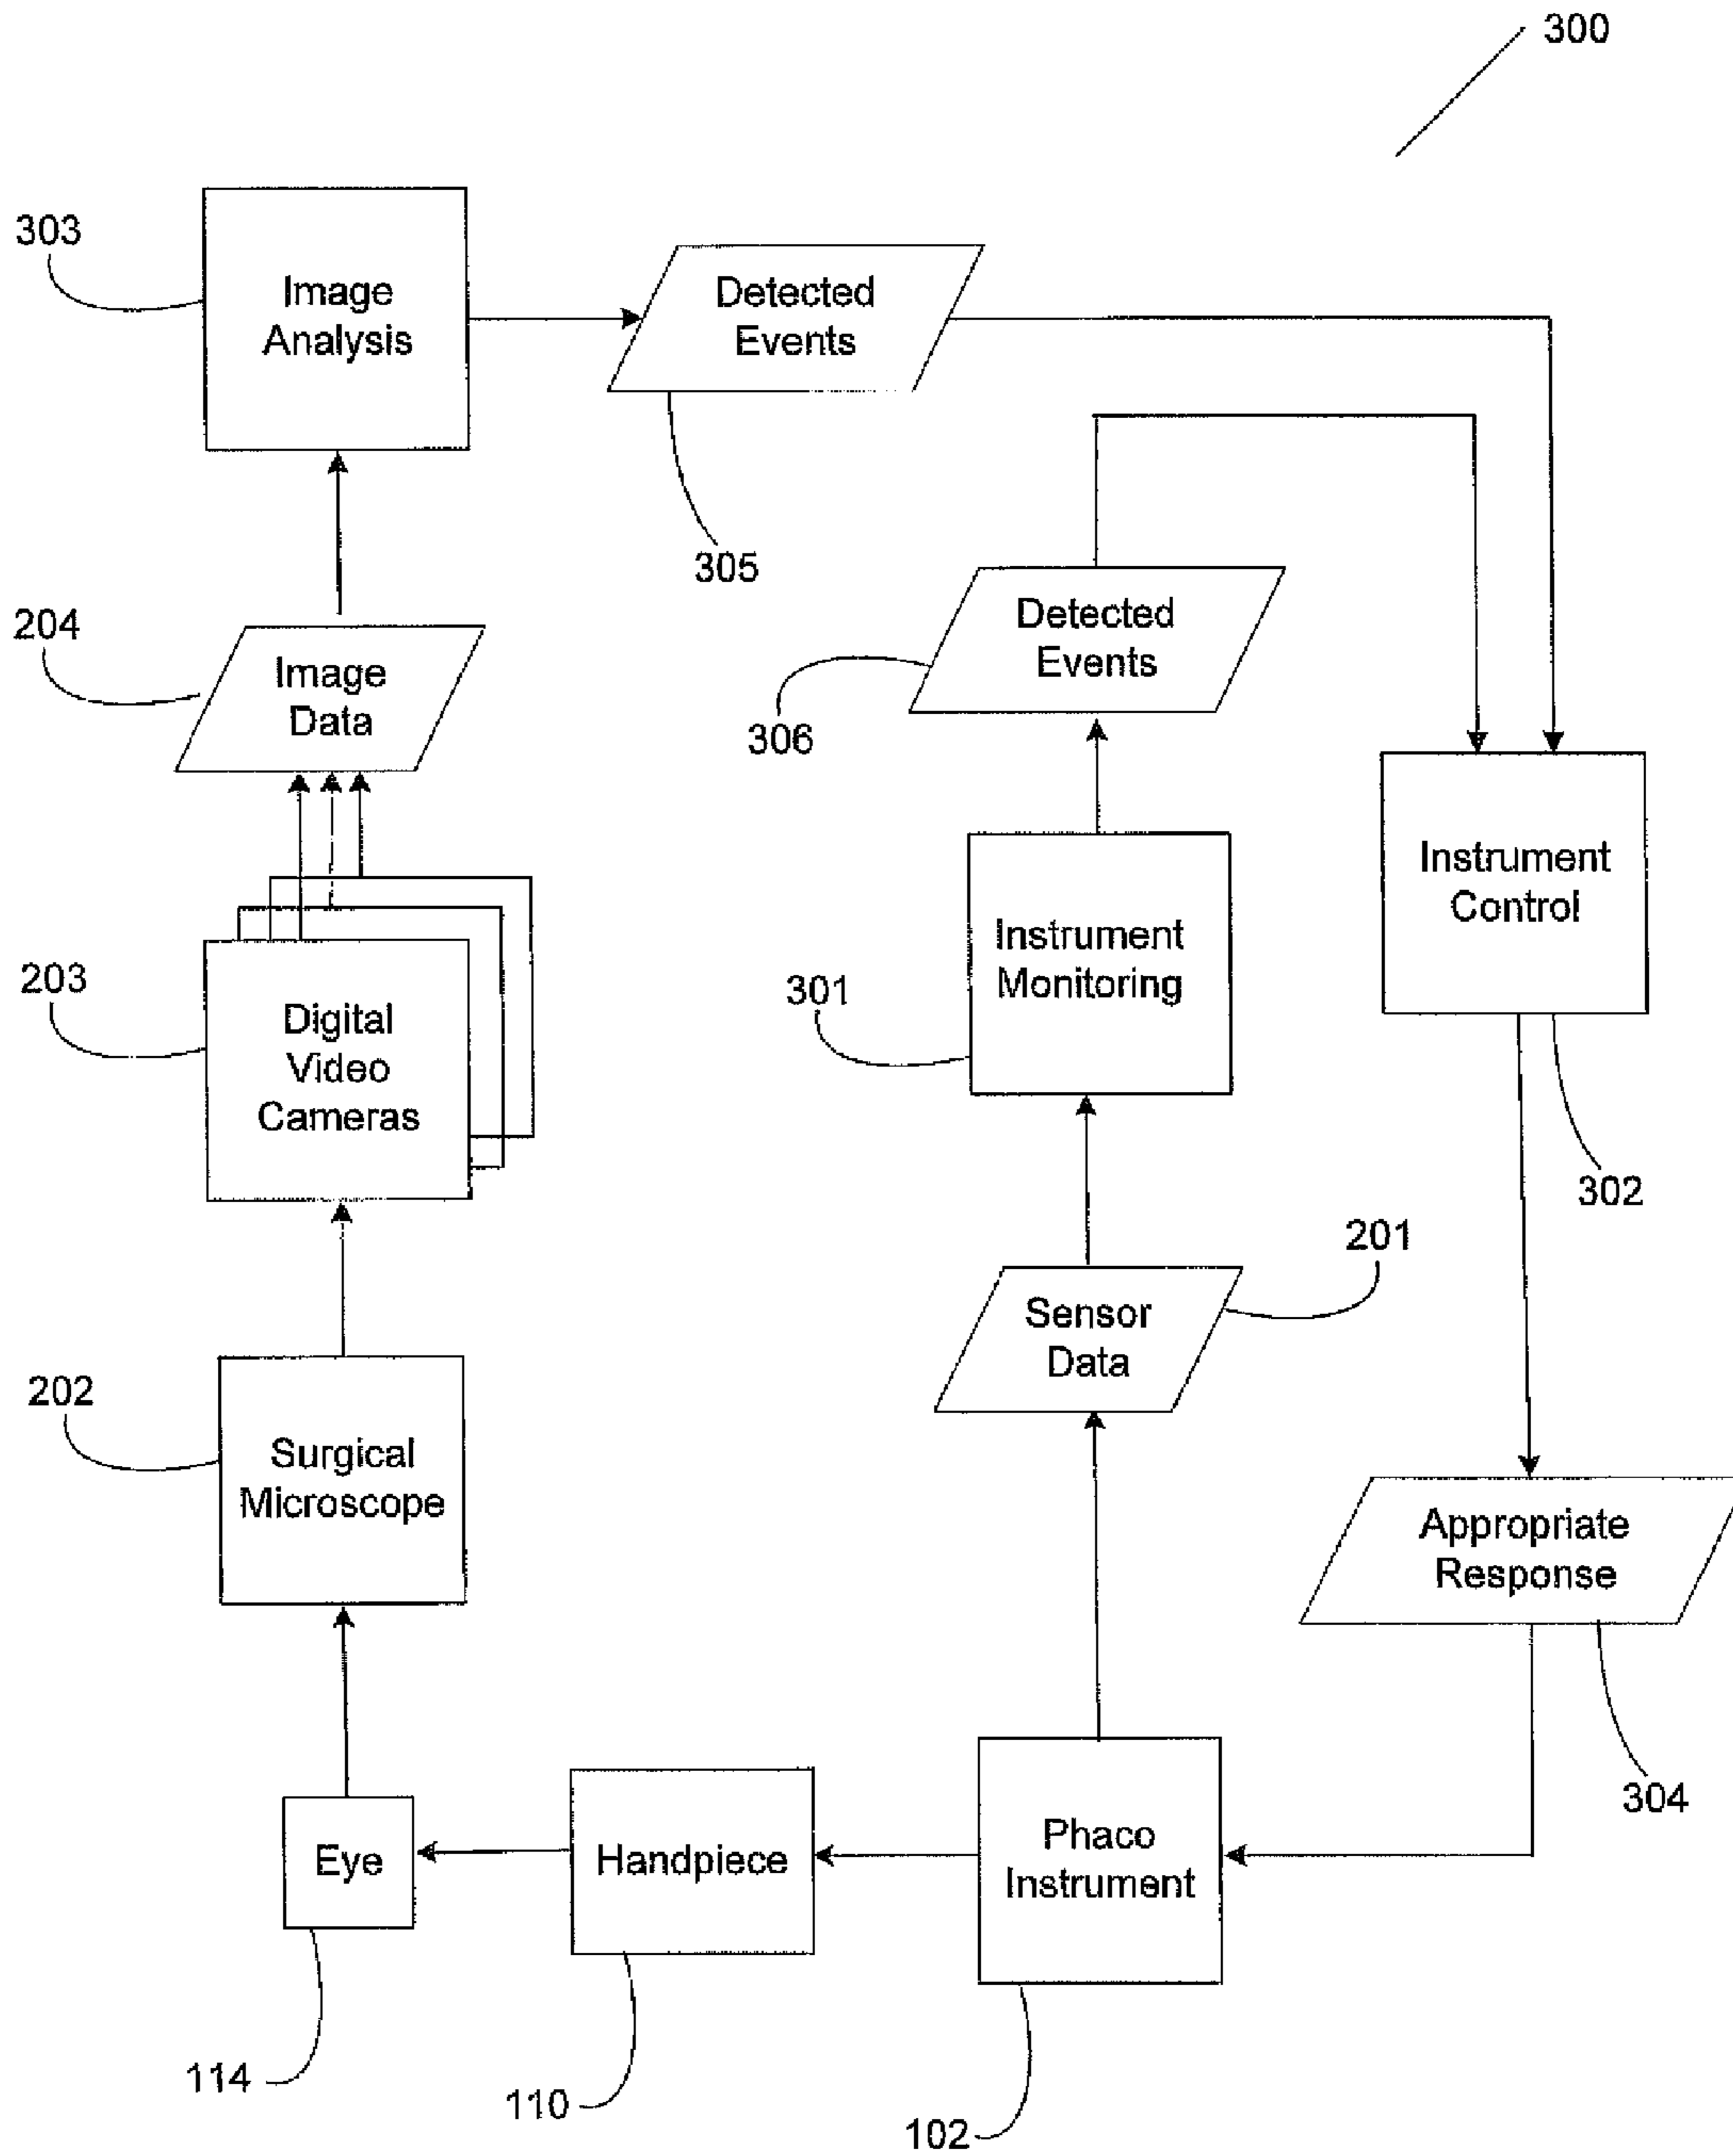 300
303
Image
Analysis
Detected
Events
305
204
Image
Data
Detected
Events
306
203
Digital
Video
Cameras
Instrument
Monitoring
301
Instrument
Control
302
201
Sensor
Data
202
Surgical
Microscope
Appropriate
Response
304
Eye
Handpiece
Phaco
Instrument
114
110
102